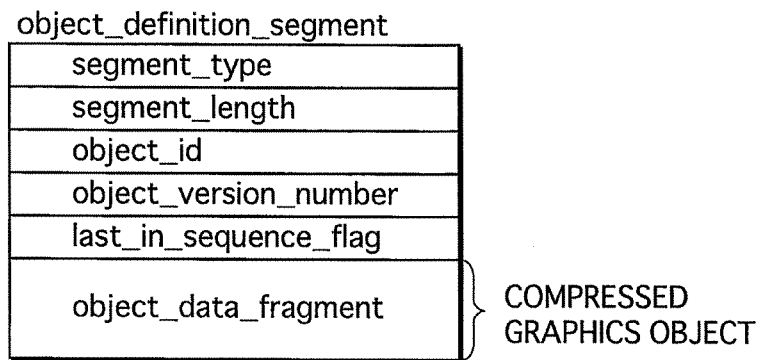 object_definition_segment
segment_type
segment_length
object_id
object_version_number
last_in_sequence_flag
object_data_fragment
COMPRESSED
GRAPHICS OBJECT